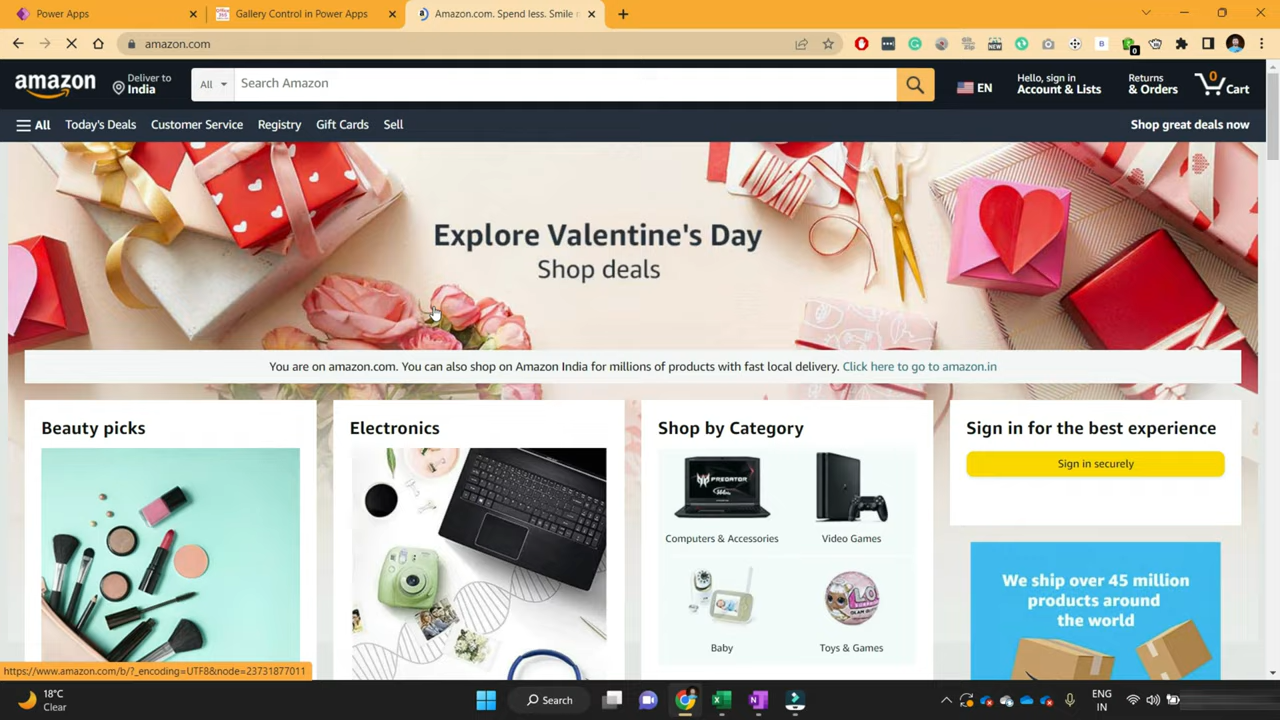 Power Apps
Gallery Control in Power Apps
Amazon.com. Spend less. Smile
amazon.com
amazon
Deliver to
India
All
Search Amazon
EN
Hello, sign in
Account & Lists
Returns
& Orders
0
Cart
All
Today's Deals
Customer Service
Registry
Gift Cards
Sell
Shop great deals now
Explore Valentine's Day
Shop deals
You are on amazon.com. You can also shop on Amazon India for millions of products with fast local delivery. Click here to go to amazon.in
Beauty picks
Electronics
Shop by Category
Sign in for the best experience
Sign in securely
PREDATOR
Computers & Accessories
Video Games
We ship over 45 million
products around
the world
L.O.L.
Baby
Toys & Games
https://www.amazon.com/b/?_encoding=UTF8&node=23731877011
18°C
Clear
Search
ENG
IN